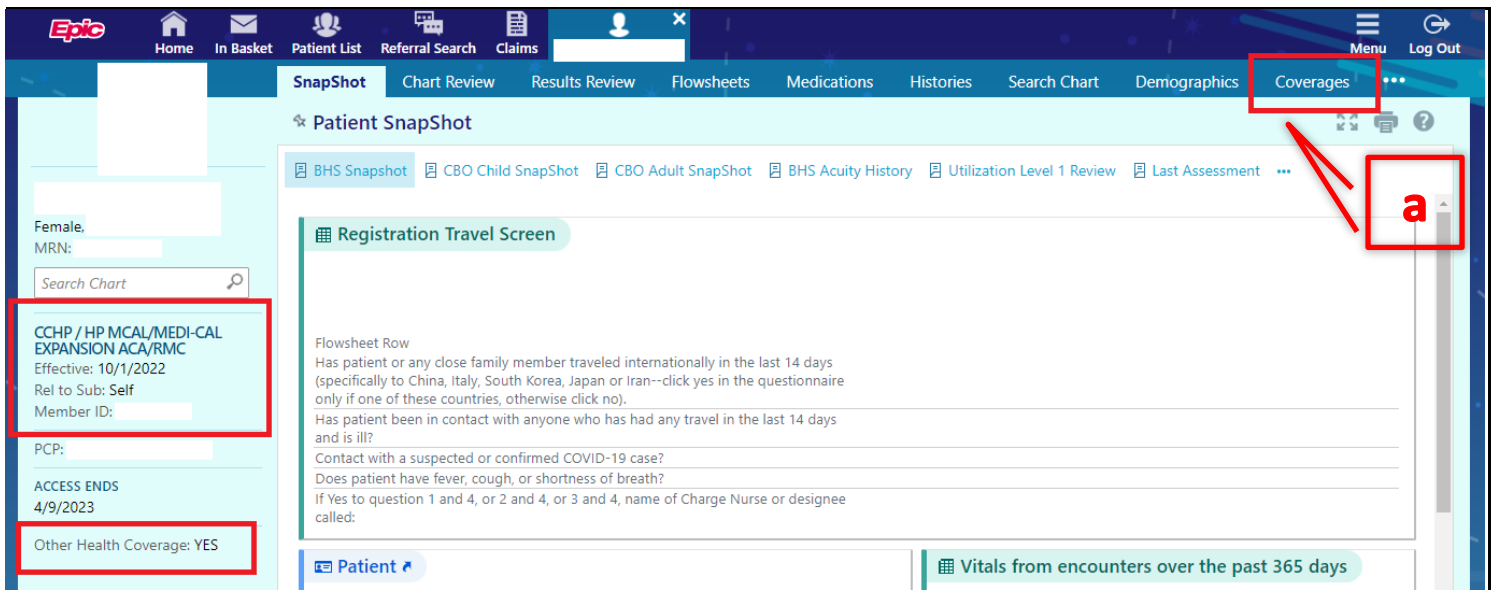 Epic
Home In Basket Patient List Referral Search Claims Menu Log Out
SnapShot Chart Review Results Review Flowsheets Medications Histories Search Chart Demographics Coverages •••
Patient SnapShot
BHS Snapshot CBO Child SnapShot CBO Adult SnapShot BHS Acuity History Utilization Level 1 Review Last Assessment •••
a
Female,
MRN:
Search Chart
CCHP / HP MCAL/MEDI-CAL
EXPANSION ACA/RMC
Effective: 10/1/2022
Rel to Sub: Self
Member ID:
PCP:
ACCESS ENDS
4/9/2023
Other Health Coverage: YES
Registration Travel Screen
Flowsheet Row
Has patient or any close family member traveled internationally in the last 14 days
(specifically to China, Italy, South Korea, Japan or Iran--click yes in the questionnaire
only if one of these countries, otherwise click no).
Has patient been in contact with anyone who has had any travel in the last 14 days
and is ill?
Contact with a suspected or confirmed COVID-19 case?
Does patient have fever, cough, or shortness of breath?
If Yes to question 1 and 4, or 2 and 4, or 3 and 4, name of Charge Nurse or designee
called:
Patient
Vitals from encounters over the past 365 days